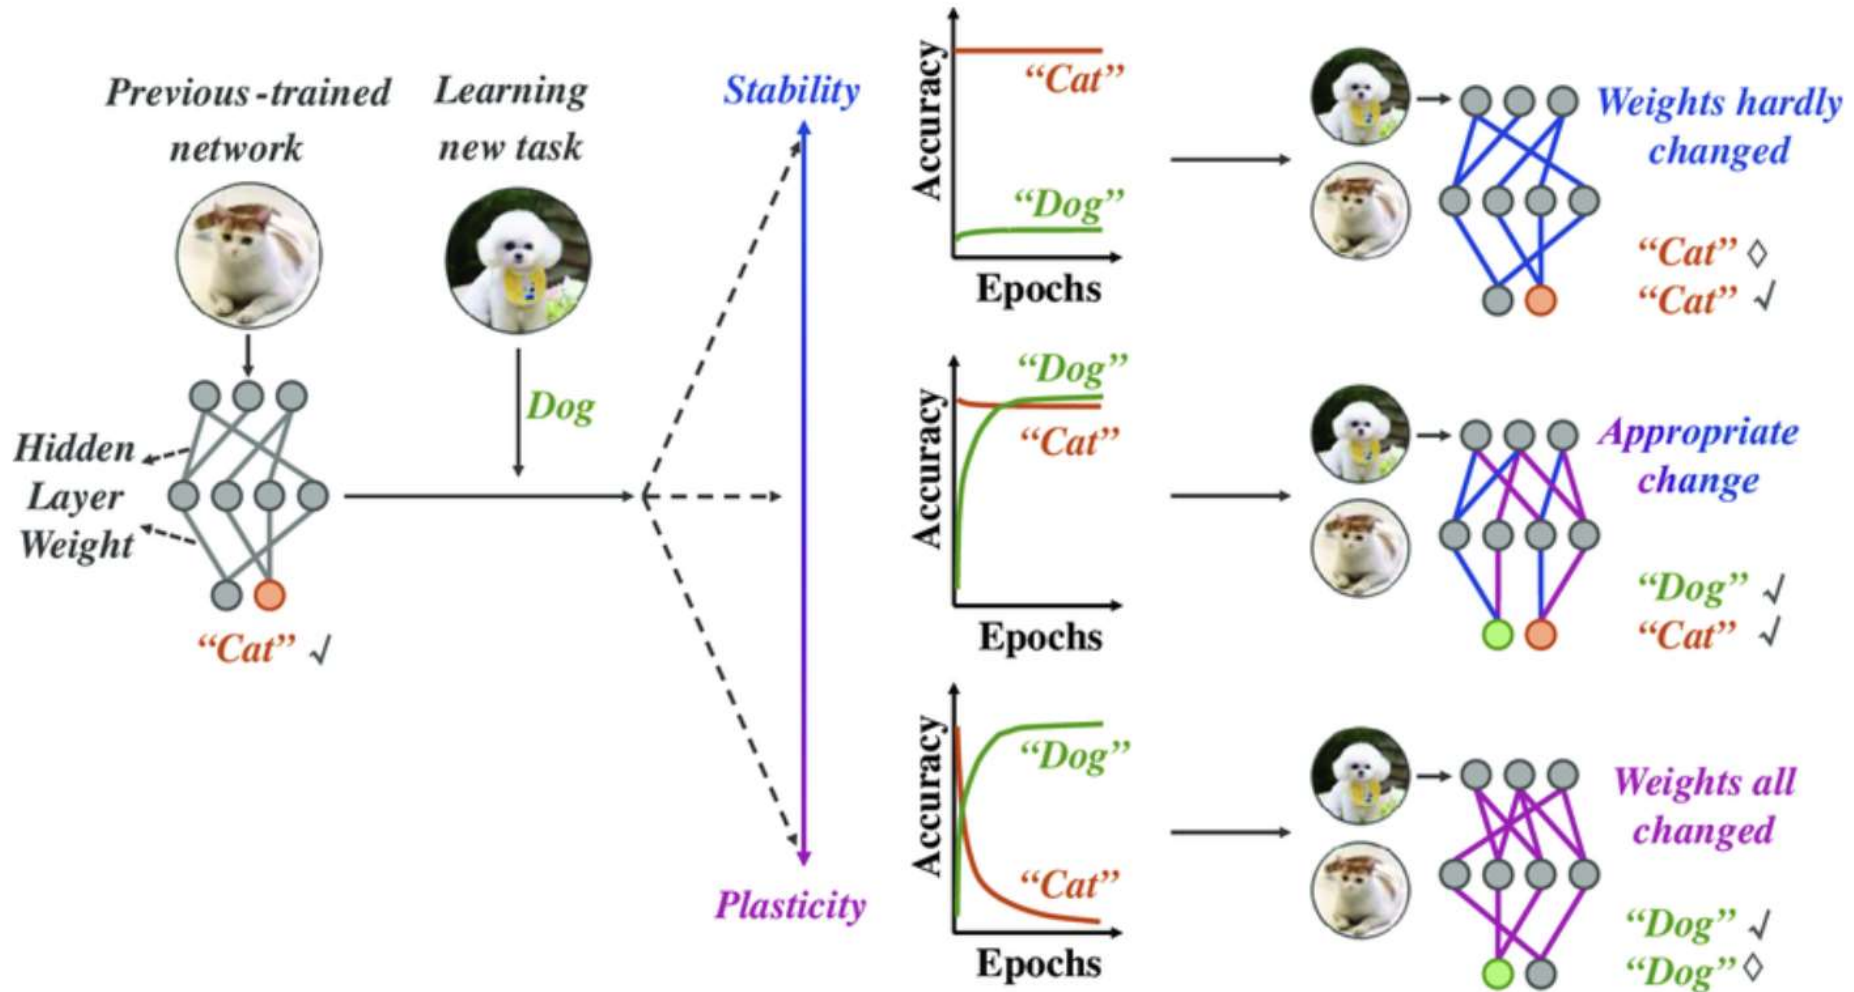 Previous-trained
network
Learning
new task
Hidden
Layer
Weight
“Cat” √
Dog
Stability
Plasticity
Accuracy
“Cat”
“Dog”
Epochs
Weights hardly
changed
“Cat” ◊
“Cat” √
Accuracy
“Dog”
“Cat”
Epochs
Appropriate
change
“Dog” √
“Cat” √
Accuracy
“Dog”
“Cat”
Epochs
Weights all
changed
“Dog” √
“Dog” ◊